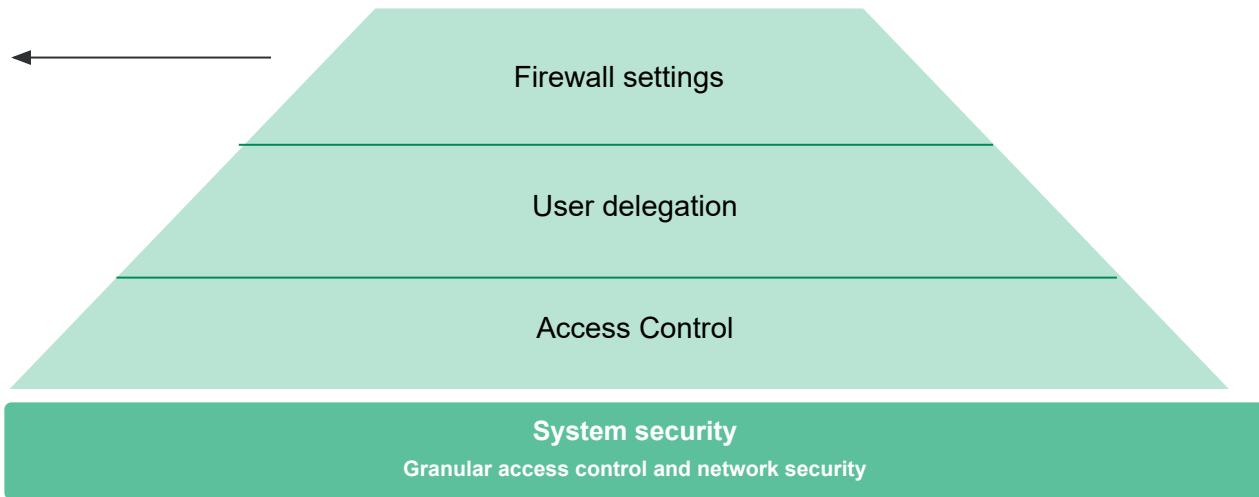 Firewall settings
User delegation
Access Control
System security
Granular access control and network security